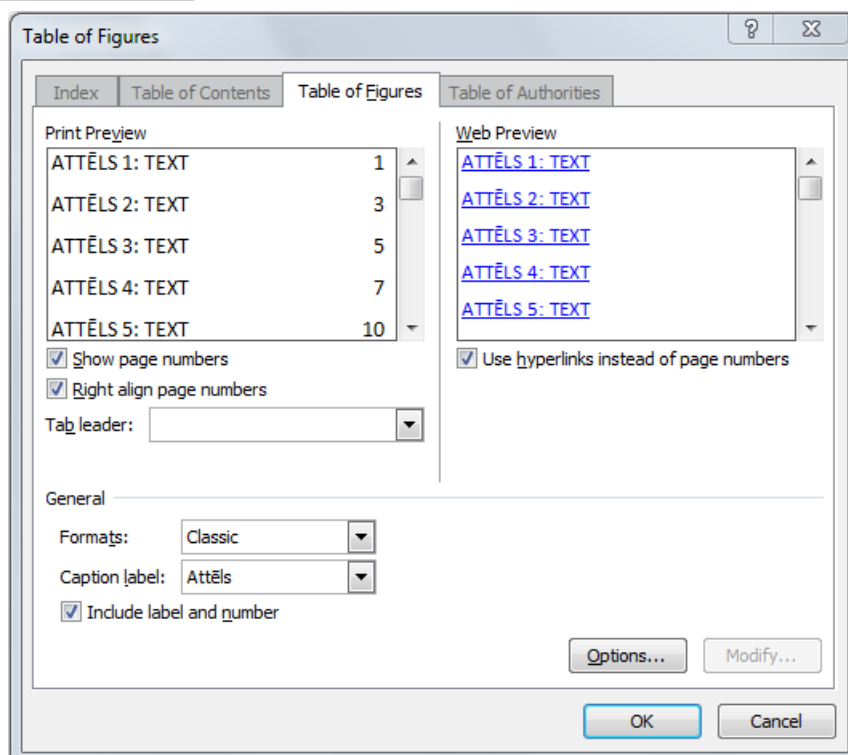 Table of Figures
Index
Table of Contents
Table of Figures
Table of Authorities
Print Preview
ATTĒLS 1: TEXT 1
ATTĒLS 2: TEXT 3
ATTĒLS 3: TEXT 5
ATTĒLS 4: TEXT 7
ATTĒLS 5: TEXT 10
Show page numbers
Right align page numbers
Tab leader:
Web Preview
ATTĒLS 1: TEXT
ATTĒLS 2: TEXT
ATTĒLS 3: TEXT
ATTĒLS 4: TEXT
ATTĒLS 5: TEXT
Use hyperlinks instead of page numbers
General
Formats: Classic
Caption label: Attēls
Include label and number
Options...
Modify...
OK
Cancel